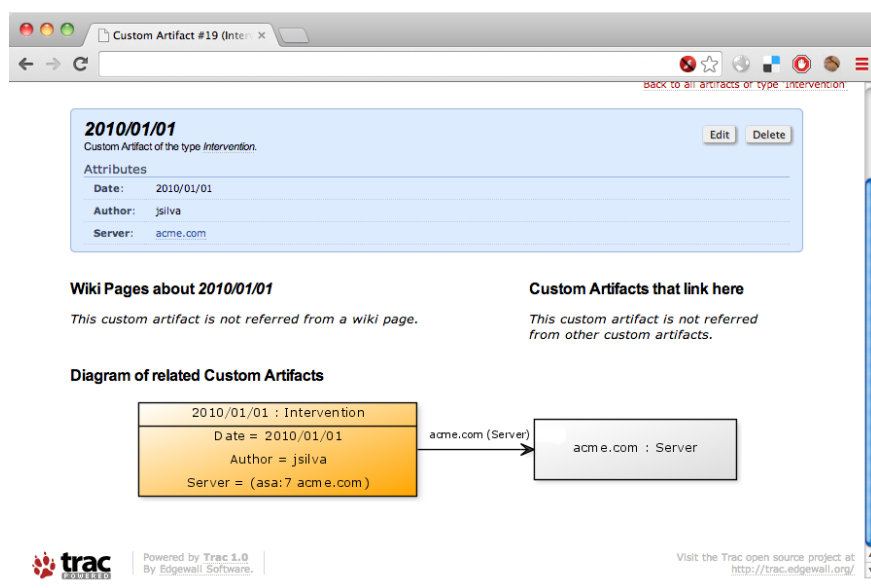 Custom Artifact #19 (Inter
Back to all artifacts of type 'Intervention'
2010/01/01
Edit
Delete
Custom Artifact of the type Intervention.
Attributes
Date: 2010/01/01
Author: jsilva
Server: acme.com
Wiki Pages about 2010/01/01
Custom Artifacts that link here
This custom artifact is not referred from a wiki page.
This custom artifact is not referred
from other custom artifacts.
Diagram of related Custom Artifacts
2010/01/01 : Intervention
Date = 2010/01/01
Author = jsilva
Server = (asa:7 acme.com)
acme.com (Server)
acme.com : Server
trac
POWERED
Powered by Trac 1.0
By Edgewall Software.
Visit the Trac open source project at
http://trac.edgewall.org/